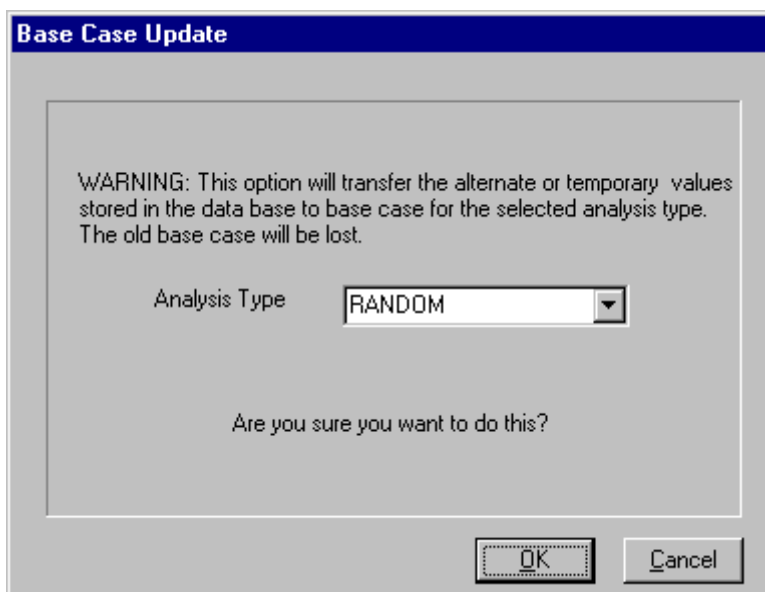 Base Case Update
WARNING: This option will transfer the alternate or temporary  values
stored in the data base to base case for the selected analysis type.
The old base case will be lost.
Analysis Type
RANDOM
Are you sure you want to do this?
OK
Cancel